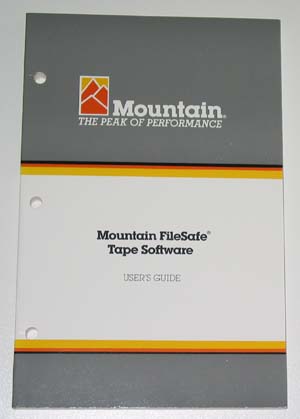 Mountain®
THE PEAK OF PERFORMANCE
Mountain FileSafe®
Tape Software
USER'S GUIDE